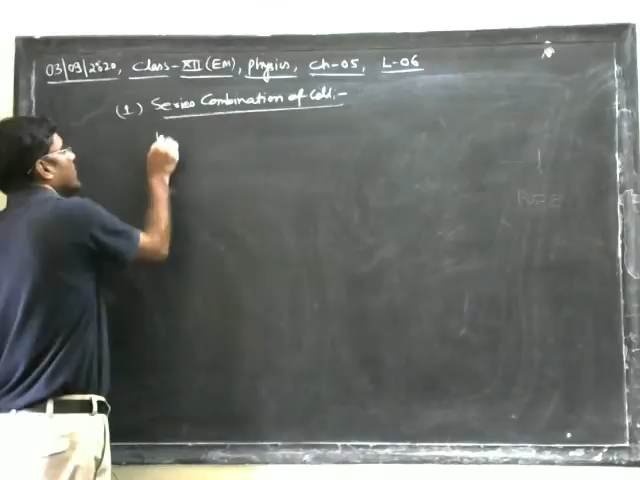 03/09/2020, Class-XII (EM), Physics, Ch-05, L-06
(1) Series Combination of Cell:-